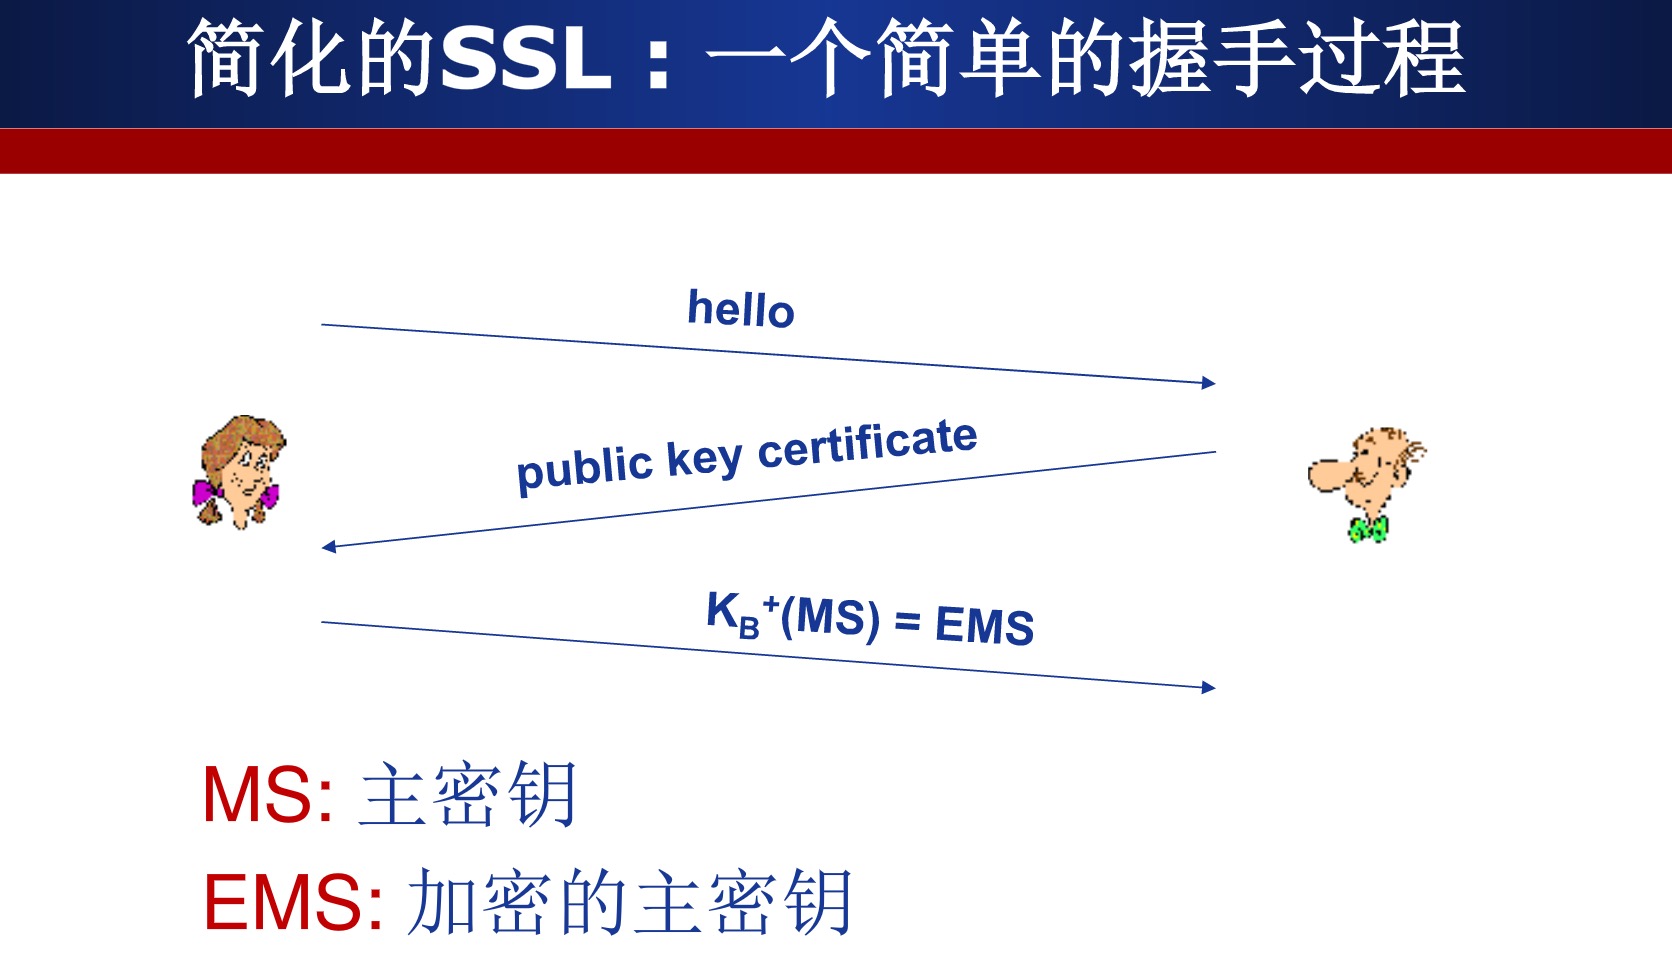 简化的SSL：一个简单的握手过程
hello
public key certificate
K_B^+(MS) = EMS
MS: 主密钥
EMS: 加密的主密钥